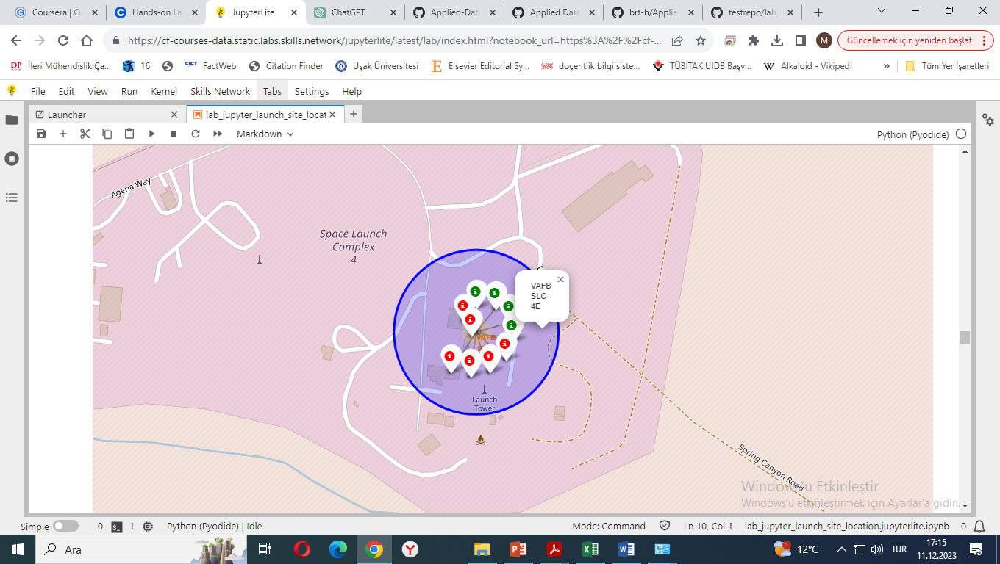 Coursera | O
Hands-on La
JupyterLite
ChatGPT
Applied-Dat
Applied Data
brt-h/Applie
testrepo/lab_
https://cf-courses-data.static.labs.skills.network/jupyterlite/latest/lab/index.html?notebook_url=https%3A%2F%2Fcf-...
M
Güncellemek için yeniden başlat
DP İleri Mühendislik Ça...
16
FactWeb
Citation Finder
Uşak Üniversitesi
E Elsevier Editorial Sy...
doçentlik bilgi siste...
TÜBİTAK UIDB Başv...
W Alkaloid - Vikipedi
»
Tüm Yer İşaretleri
File Edit View Run Kernel Skills Network Tabs Settings Help
Launcher
lab_jupyter_launch_site_locat
Markdown
Python (Pyodide)
Agena Way
Space Launch
Complex
4
VAFB
SLC-
4E
VAFB
Launch
Tower
Spring Canyon Road
Windows'u Etkinleştir
Windows'u etkinleştirmek için Ayarlar'a gidin.
Simple
0
1
Python (Pyodide) | Idle
Mode: Command
Ln 10, Col 1
lab_jupyter_launch_site_location.jupyterlite.ipynb
0
Ara
1
12°C
TUR
17:15
11.12.2023